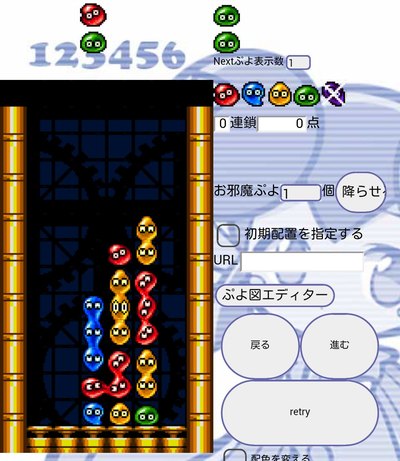 123456
Nextぷよ表示数 1
0 連鎖 0 点
お邪魔ぷよ 1 個 降らせ
初期配置を指定する
URL
ぷよ図エディター
戻る 進む
retry
配色を変える